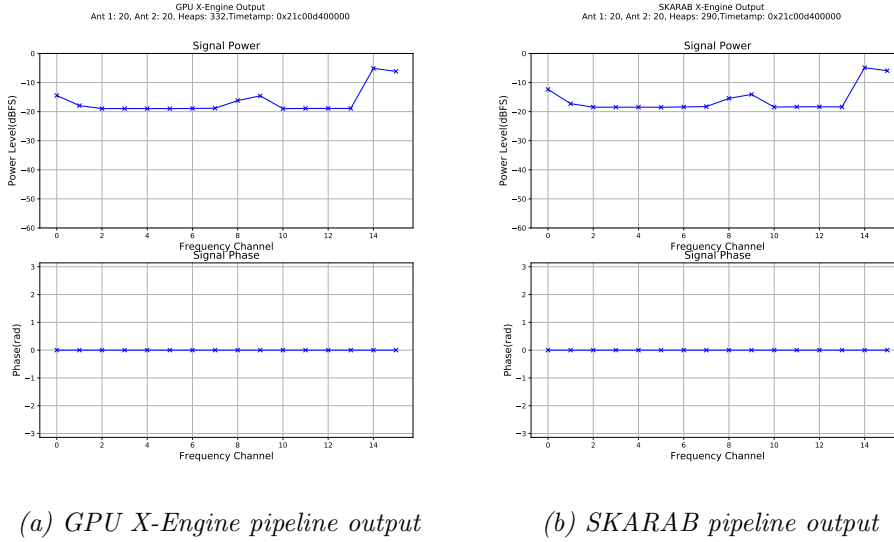 GPU X-Engine Output
Ant 1: 20, Ant 2: 20, Heaps: 332,Timetamp: 0x21c00d400000
Signal Power
0
−10
−20
−30
−40
−50
−60
Power Level(dBFS)
0 2 4 6 8 10 12 14
Frequency Channel
Signal Phase
3
2
1
0
−1
−2
−3
Phase(rad)
0 2 4 6 8 10 12 14
Frequency Channel
(a) GPU X-Engine pipeline output
SKARAB X-Engine Output
Ant 1: 20, Ant 2: 20, Heaps: 290,Timetamp: 0x21c00d400000
Signal Power
0
−10
−20
−30
−40
−50
−60
Power Level(dBFS)
0 2 4 6 8 10 12 14
Frequency Channel
Signal Phase
3
2
1
0
−1
−2
−3
Phase(rad)
0 2 4 6 8 10 12 14
Frequency Channel
(b) SKARAB pipeline output